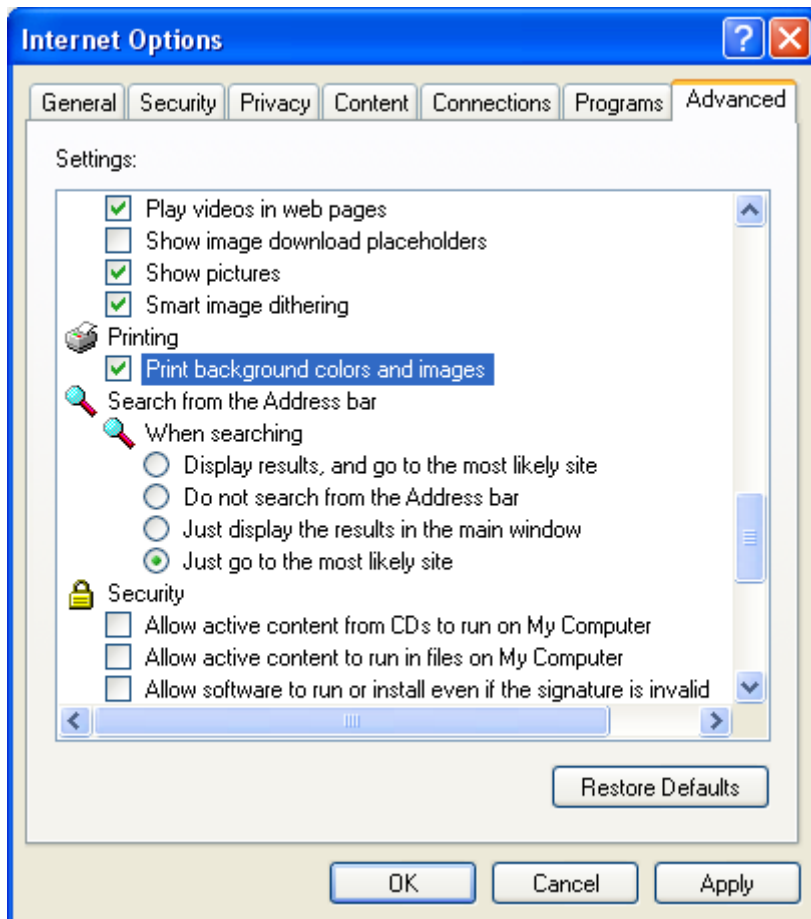 Internet Options
General Security Privacy Content Connections Programs Advanced
Settings:
Play videos in web pages
Show image download placeholders
Show pictures
Smart image dithering
Printing
Print background colors and images
Search from the Address bar
When searching
Display results, and go to the most likely site
Do not search from the Address bar
Just display the results in the main window
Just go to the most likely site
Security
Allow active content from CDs to run on My Computer
Allow active content to run in files on My Computer
Allow software to run or install even if the signature is invalid
Restore Defaults
OK Cancel Apply